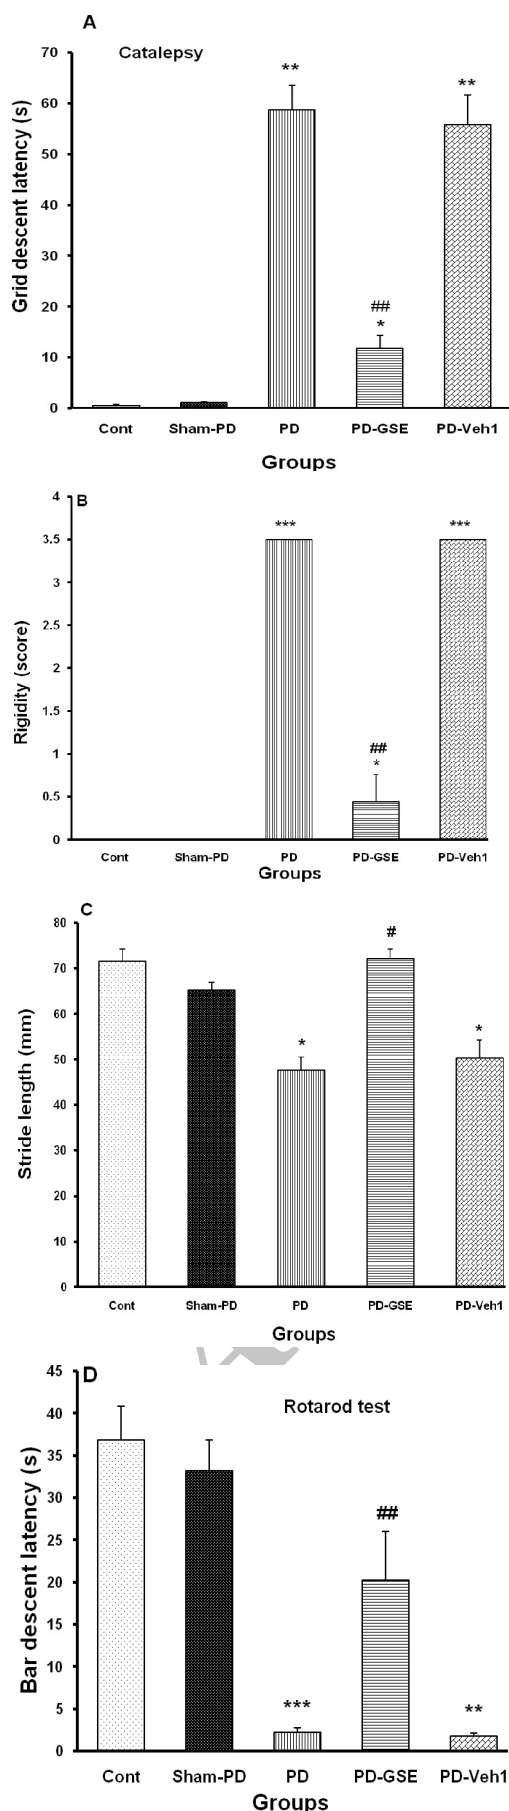 A
Catalepsy
Grid descent latency (s)
70
60
50
40
30
20
10
0
**
##
*
**
Cont Sham-PD PD PD-GSE PD-Veh1
Groups
B
Rigidity (score)
4
3.5
3
2.5
2
1.5
1
0.5
0
***
##
*
***
Cont Sham-PD PD PD-GSE PD-Veh1
Groups
C
Stride length (mm)
80
70
60
50
40
30
20
10
0
*
#
*
Cont Sham-PD PD PD-GSE PD-Veh1
Groups
D
Rotarod test
Bar descent latency (s)
45
40
35
30
25
20
15
10
5
0
***
##
**
Cont Sham-PD PD PD-GSE PD-Veh1
Groups